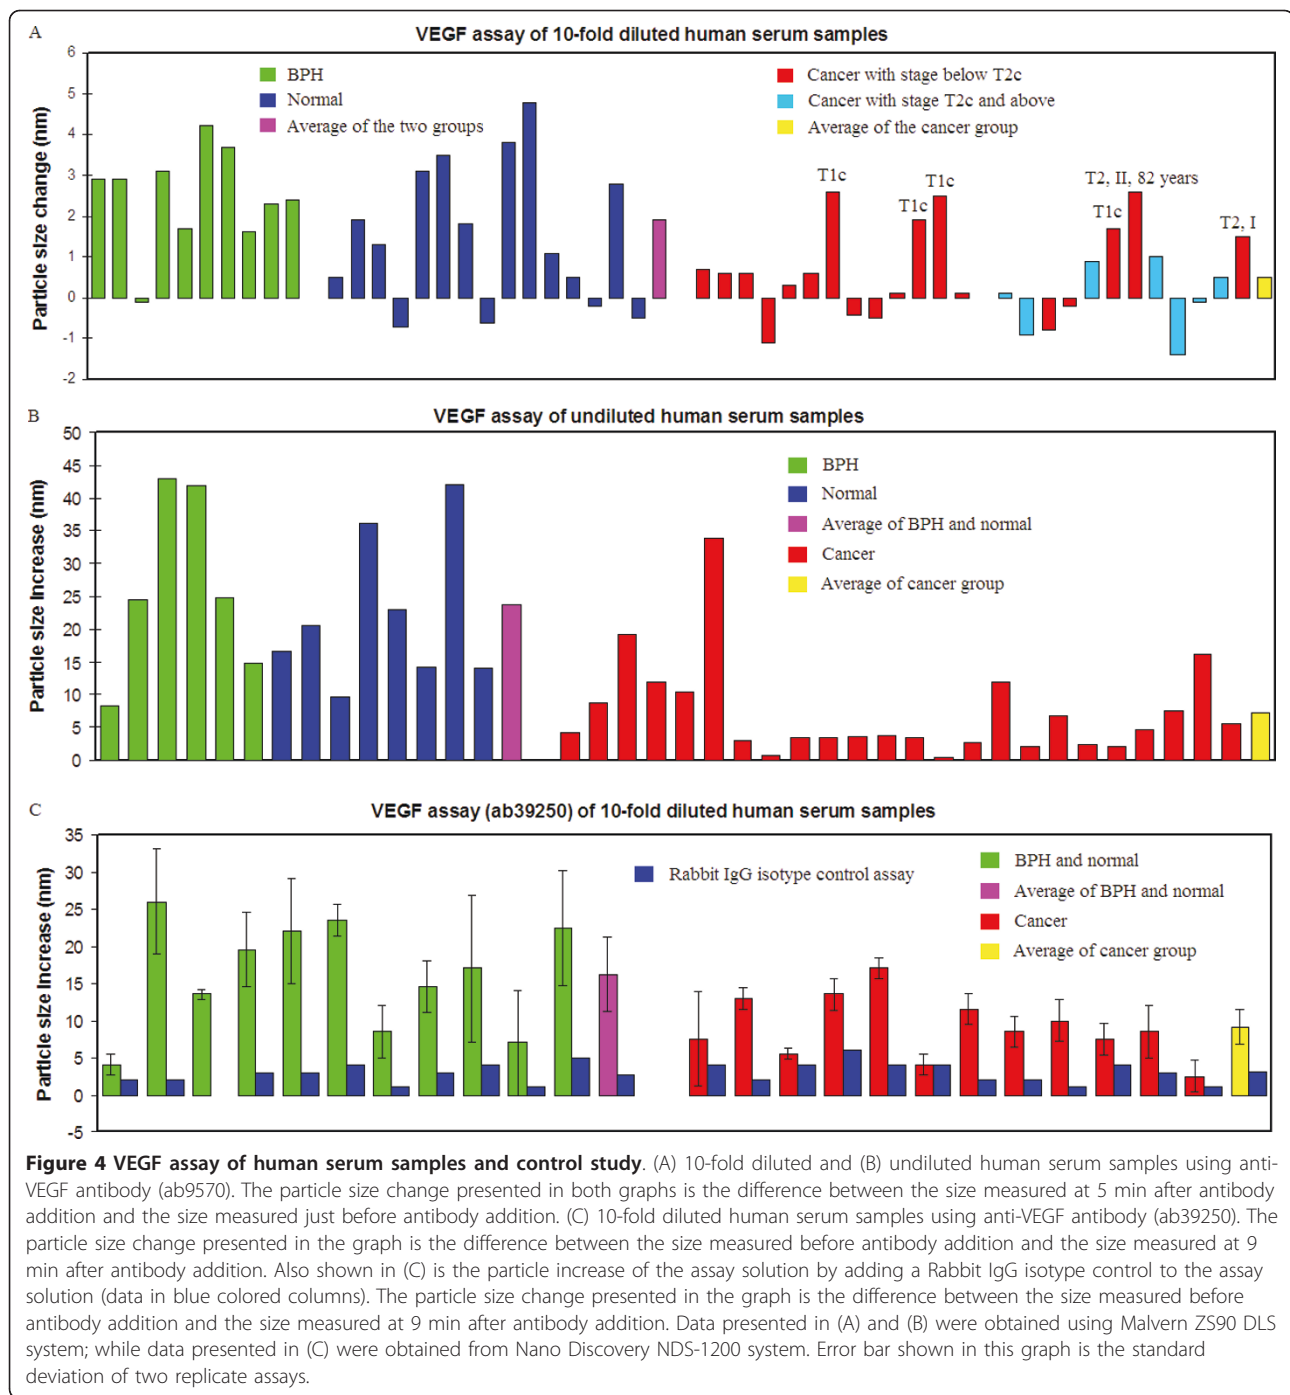 A
VEGF assay of 10-fold diluted human serum samples
Particle size change (nm)
6
5
4
3
2
1
0
-1
-2
BPH
Normal
Average of the two groups
Cancer with stage below T2c
Cancer with stage T2c and above
Average of the cancer group
T1c
T1c
T1c
T2, II, 82 years
T1c
T2, I
B
VEGF assay of undiluted human serum samples
Particle size Increase (nm)
50
45
40
35
30
25
20
15
10
5
0
BPH
Normal
Average of BPH and normal
Cancer
Average of cancer group
C
VEGF assay (ab39250) of 10-fold diluted human serum samples
Particle size Increase (nm)
35
30
25
20
15
10
5
0
-5
Rabbit IgG isotype control assay
BPH and normal
Average of BPH and normal
Cancer
Average of cancer group
Figure 4 VEGF assay of human serum samples and control study. (A) 10-fold diluted and (B) undiluted human serum samples using anti-
VEGF antibody (ab9570). The particle size change presented in both graphs is the difference between the size measured at 5 min after antibody
addition and the size measured just before antibody addition. (C) 10-fold diluted human serum samples using anti-VEGF antibody (ab39250). The
particle size change presented in the graph is the difference between the size measured before antibody addition and the size measured at 9
min after antibody addition. Also shown in (C) is the particle increase of the assay solution by adding a Rabbit IgG isotype control to the assay
solution (data in blue colored columns). The particle size change presented in the graph is the difference between the size measured before
antibody addition and the size measured at 9 min after antibody addition. Data presented in (A) and (B) were obtained using Malvern ZS90 DLS
system; while data presented in (C) were obtained from Nano Discovery NDS-1200 system. Error bar shown in this graph is the standard
deviation of two replicate assays.